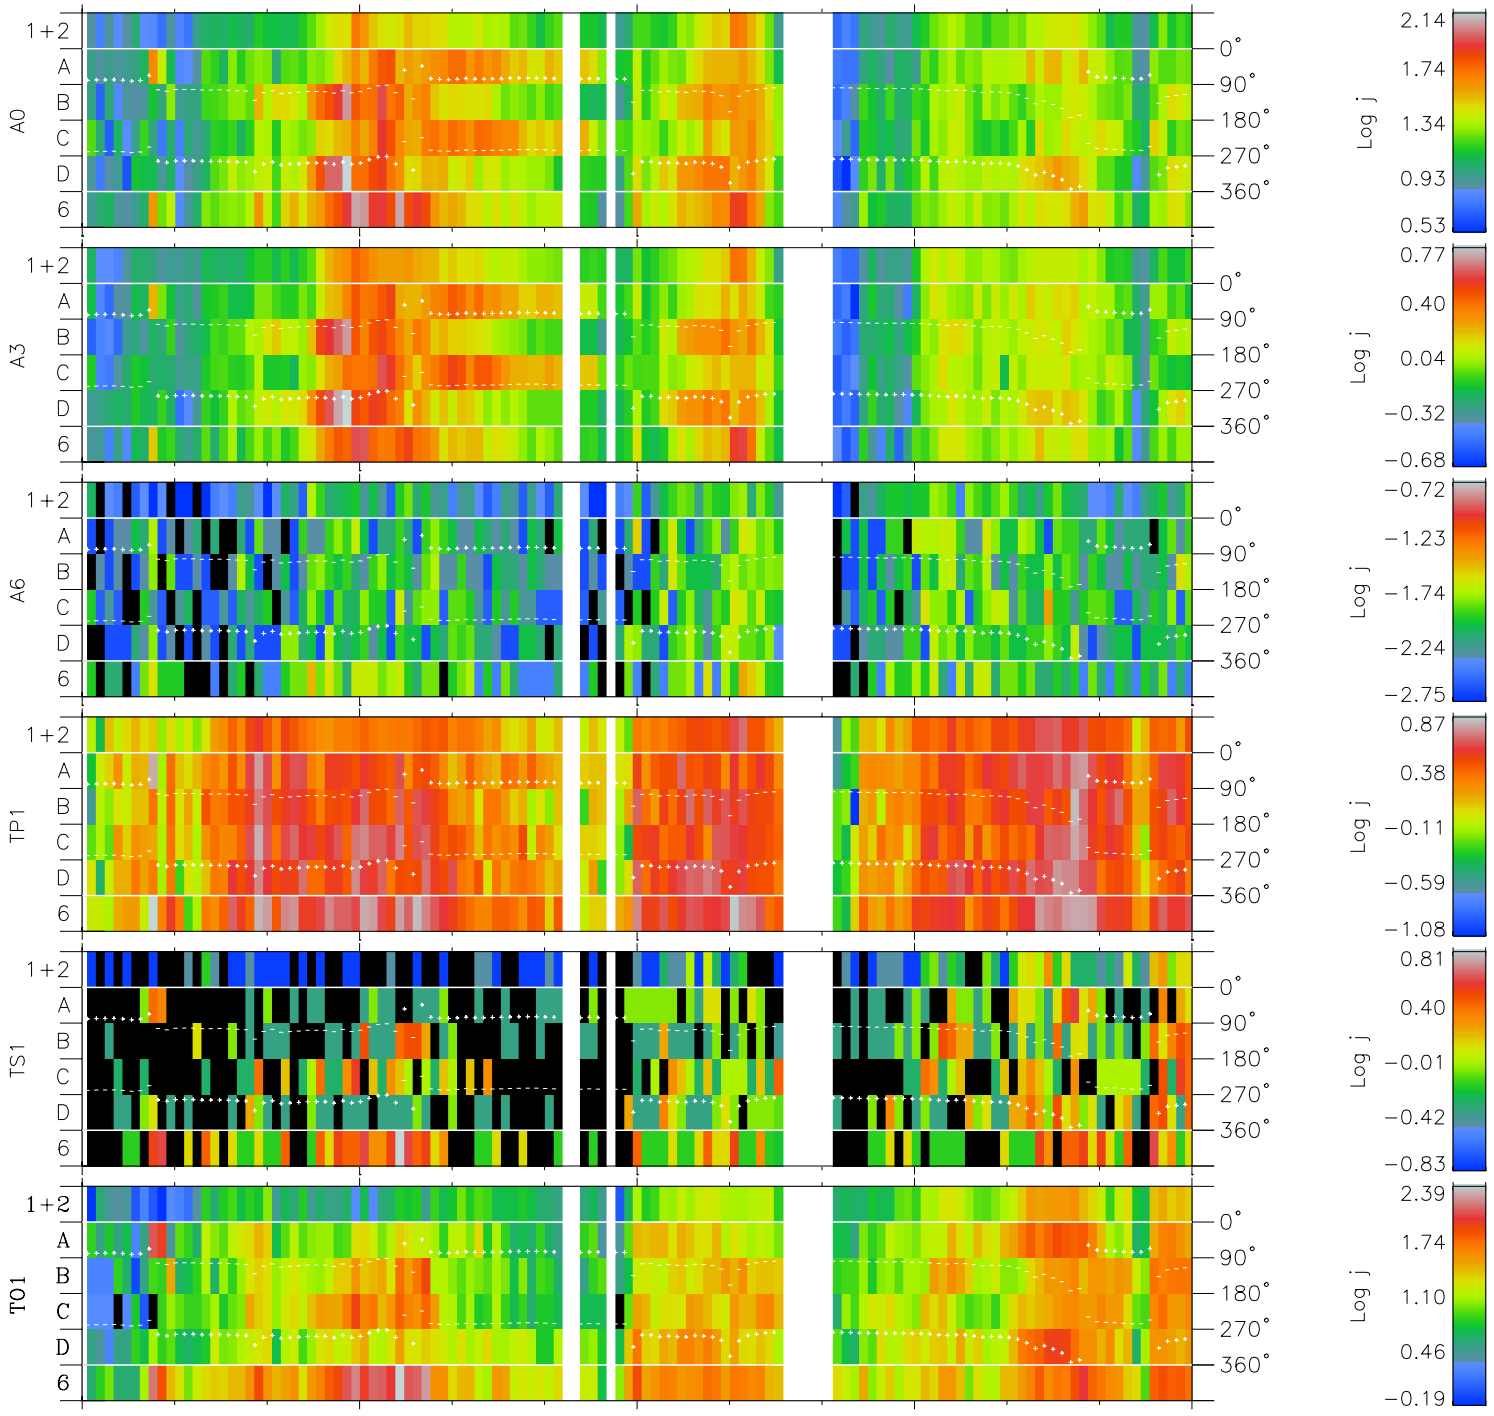 A0
1+2
A
B
C
D
6
0°
90°
180°
270°
360°
Log j
2.14
1.74
1.34
0.93
0.53
A3
1+2
A
B
C
D
6
0°
90°
180°
270°
360°
Log j
0.77
0.40
0.04
−0.32
−0.68
A6
1+2
A
B
C
D
6
0°
90°
180°
270°
360°
Log j
−0.72
−1.23
−1.74
−2.24
−2.75
TP1
1+2
A
B
C
D
6
0°
90°
180°
270°
360°
Log j
0.87
0.38
−0.11
−0.59
−1.08
TS1
1+2
A
B
C
D
6
0°
90°
180°
270°
360°
Log j
0.81
0.40
−0.01
−0.42
−0.83
TO1
1+2
A
B
C
D
6
0°
90°
180°
270°
360°
Log j
2.39
1.74
1.10
0.46
−0.19